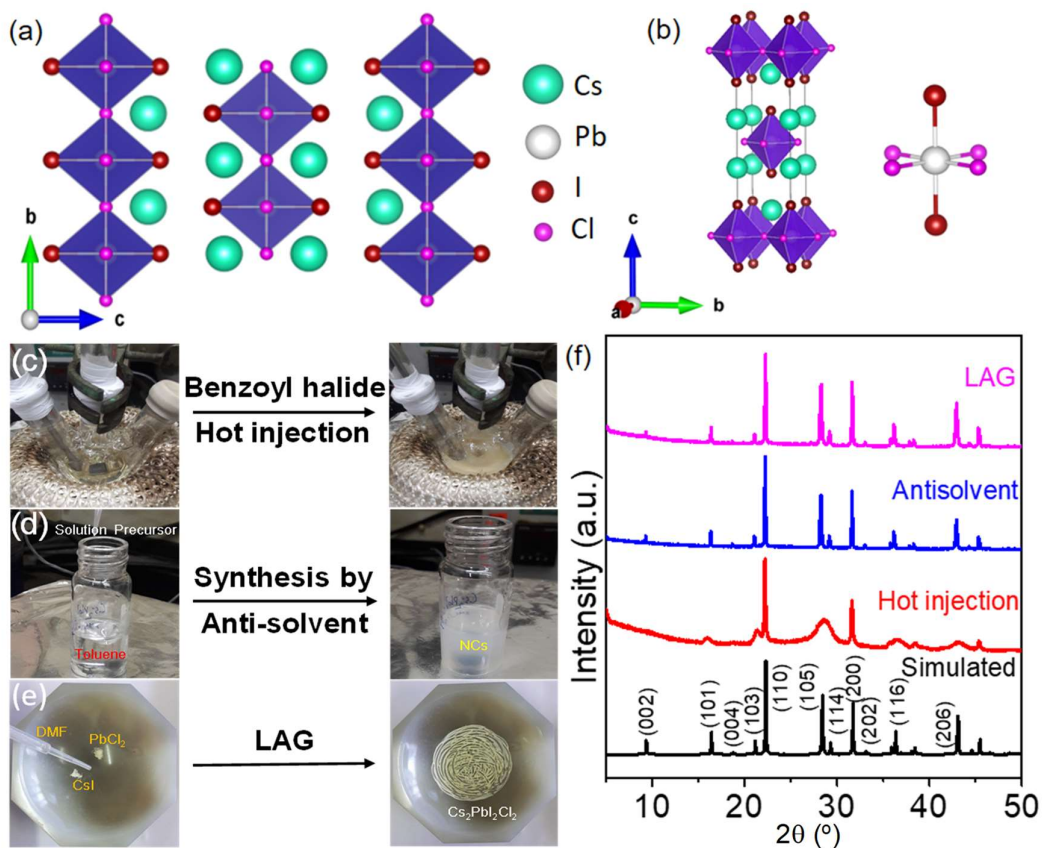 (a)
b
c
Cs
Pb
I
Cl
(b)
c
a
b
(c)
Benzoyl halide
Hot injection
(d)
Solution Precursor
Toluene
Synthesis by
Anti-solvent
NCs
(e)
DMF
PbCl₂
CsI
LAG
Cs₂PbI₂Cl₂
(f)
Intensity (a.u.)
LAG
Antisolvent
Hot injection
Simulated
(002)
(101)
(004)
(103)
(110)
(105)
(114)
(200)
(202)
(116)
(206)
10 20 30 40 50
2θ (º)